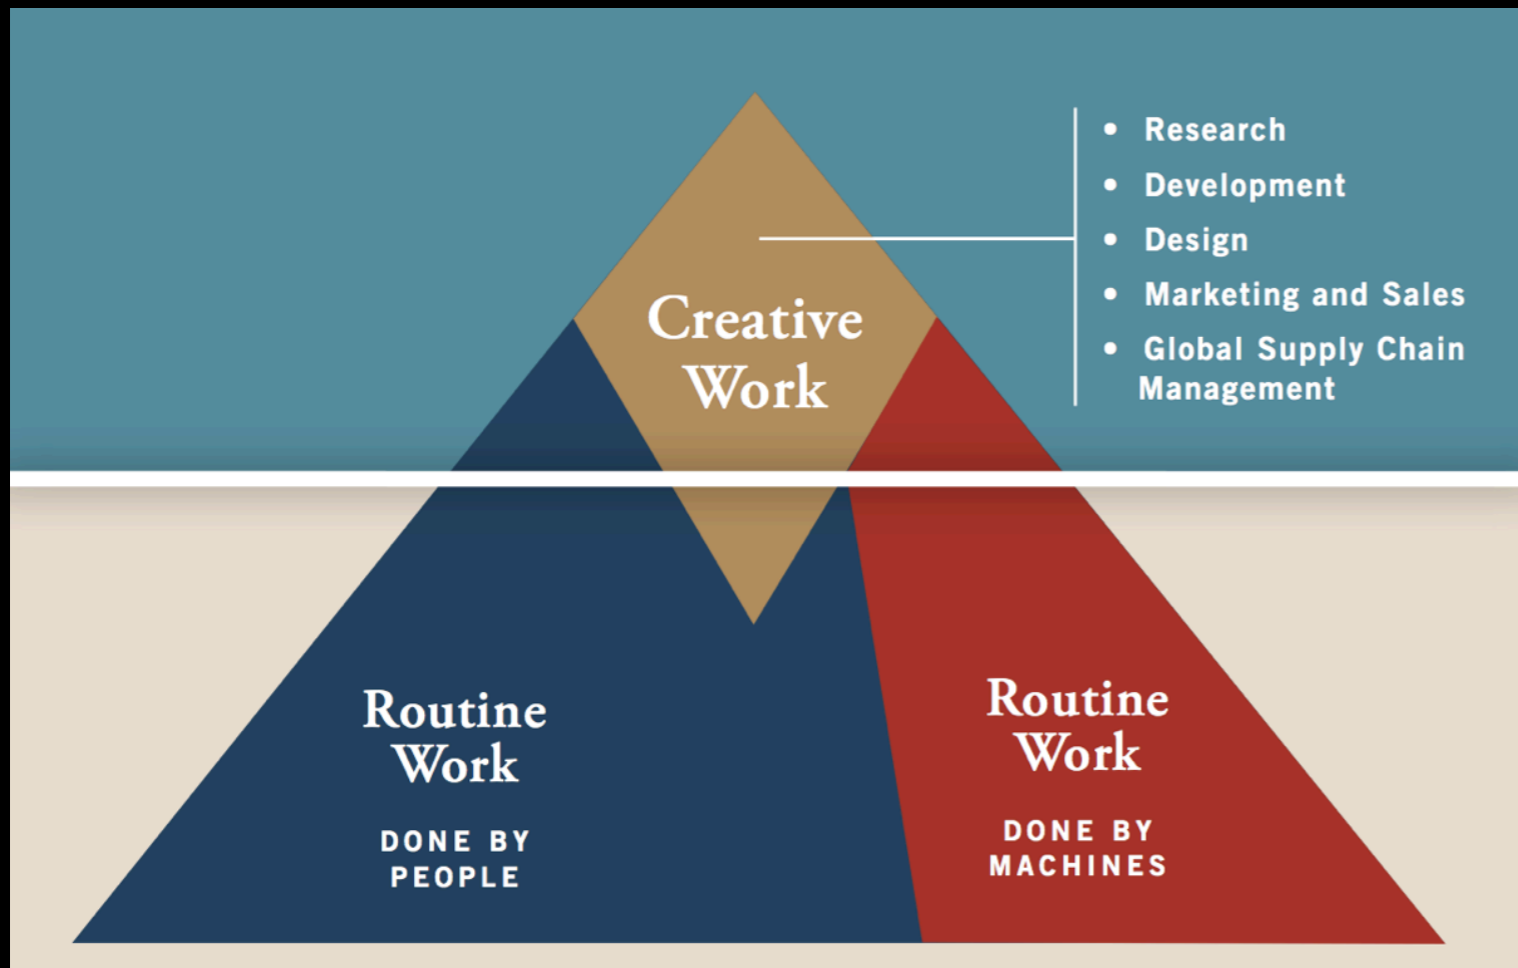 • Research
• Development
• Design
• Marketing and Sales
• Global Supply Chain
Management
Creative
Work
Routine
Work
DONE BY
PEOPLE
Routine
Work
DONE BY
MACHINES